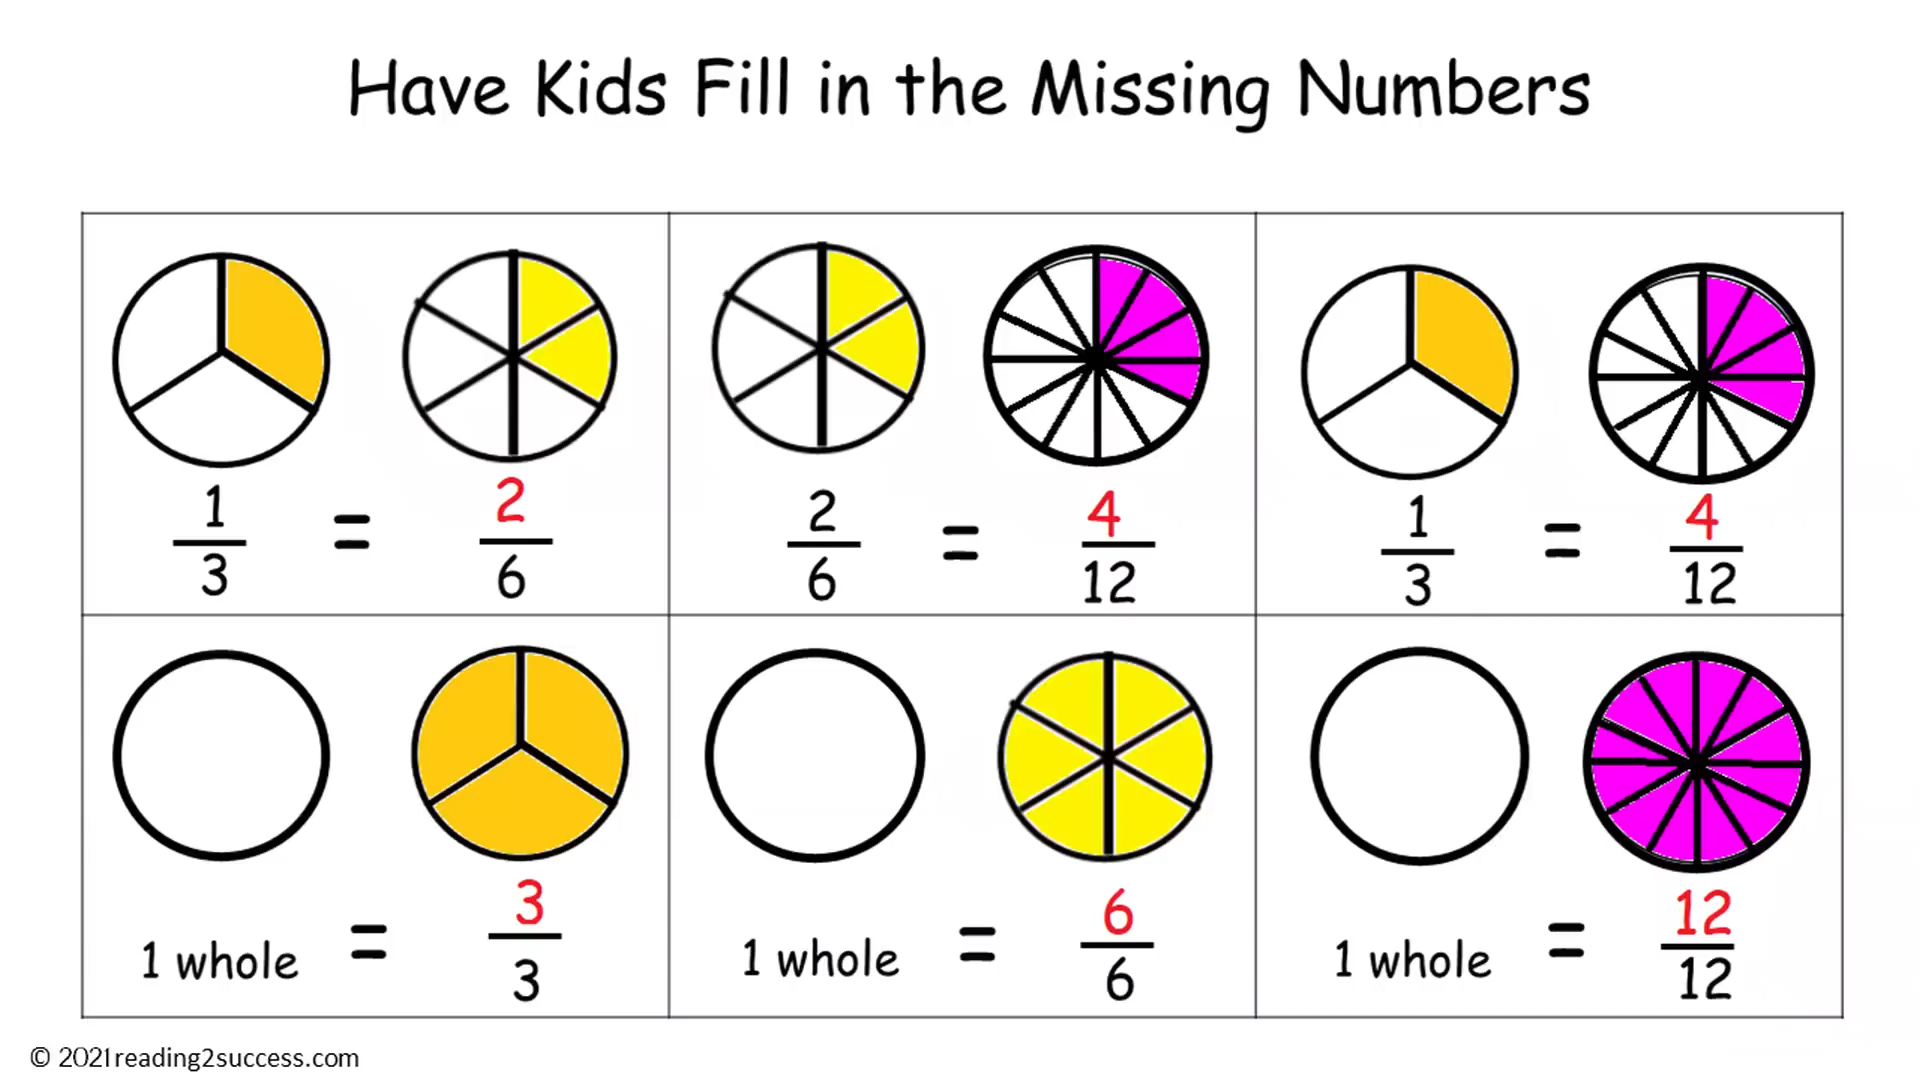 Have Kids Fill in the Missing Numbers
1/3 = 2/6
2/6 = 4/12
1/3 = 4/12
1 whole = 3/3
1 whole = 6/6
1 whole = 12/12
© 2021reading2success.com